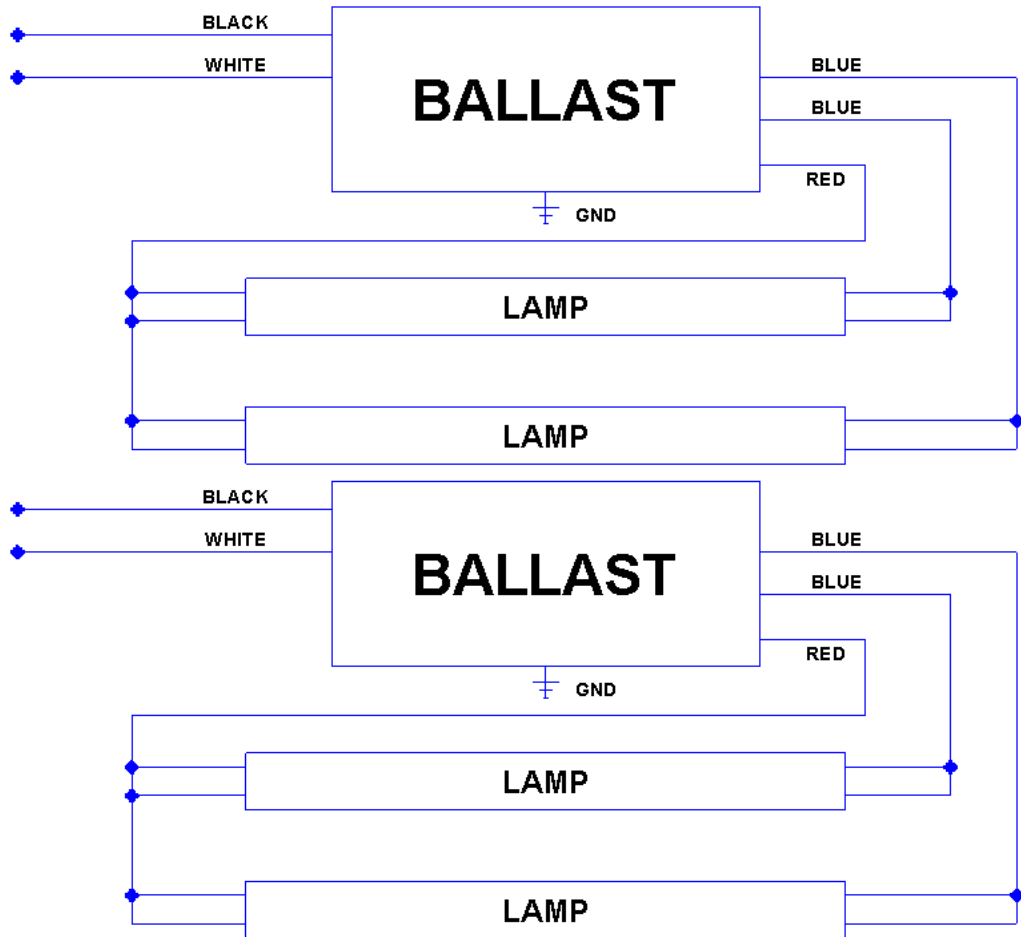 BLACK
WHITE
BALLAST
BLUE
BLUE
RED
GND
LAMP
LAMP
BLACK
WHITE
BALLAST
BLUE
BLUE
RED
GND
LAMP
LAMP